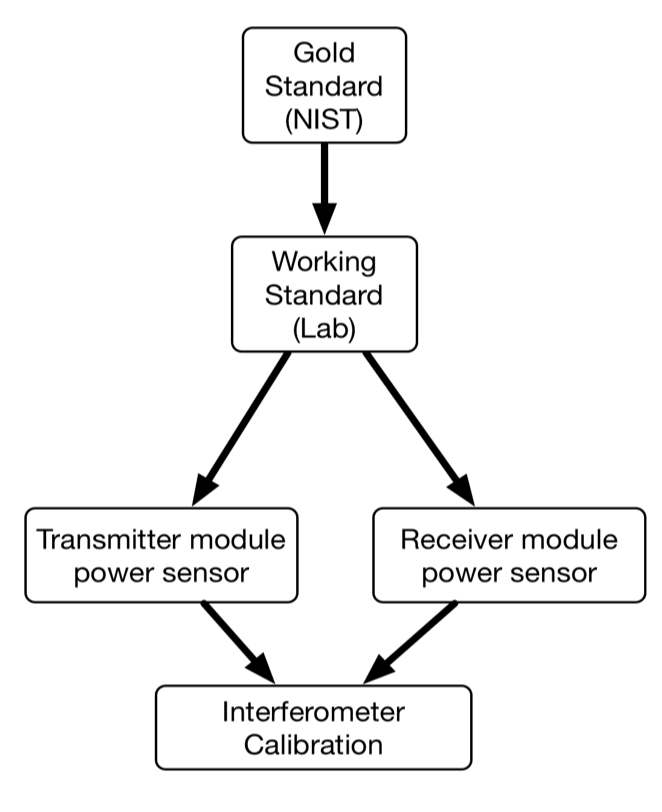 Gold
Standard
(NIST)
Working
Standard
(Lab)
Transmitter module
power sensor
Receiver module
power sensor
Interferometer
Calibration